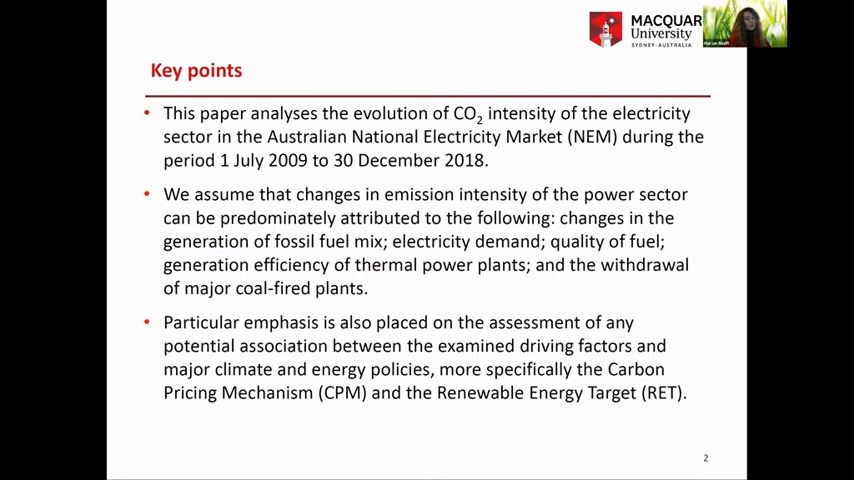 MACQUAR
University
SYDNEY·AUSTRALIA
Key points
• This paper analyses the evolution of CO₂ intensity of the electricity
sector in the Australian National Electricity Market (NEM) during the
period 1 July 2009 to 30 December 2018.
• We assume that changes in emission intensity of the power sector
can be predominately attributed to the following: changes in the
generation of fossil fuel mix; electricity demand; quality of fuel;
generation efficiency of thermal power plants; and the withdrawal
of major coal-fired plants.
• Particular emphasis is also placed on the assessment of any
potential association between the examined driving factors and
major climate and energy policies, more specifically the Carbon
Pricing Mechanism (CPM) and the Renewable Energy Target (RET).
2